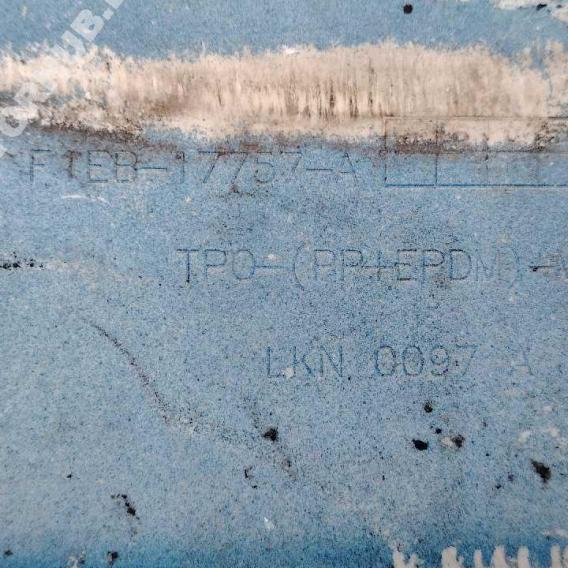 F1EB-17757-A
TPO-(PP+EPDM)-
LKN 0097 A